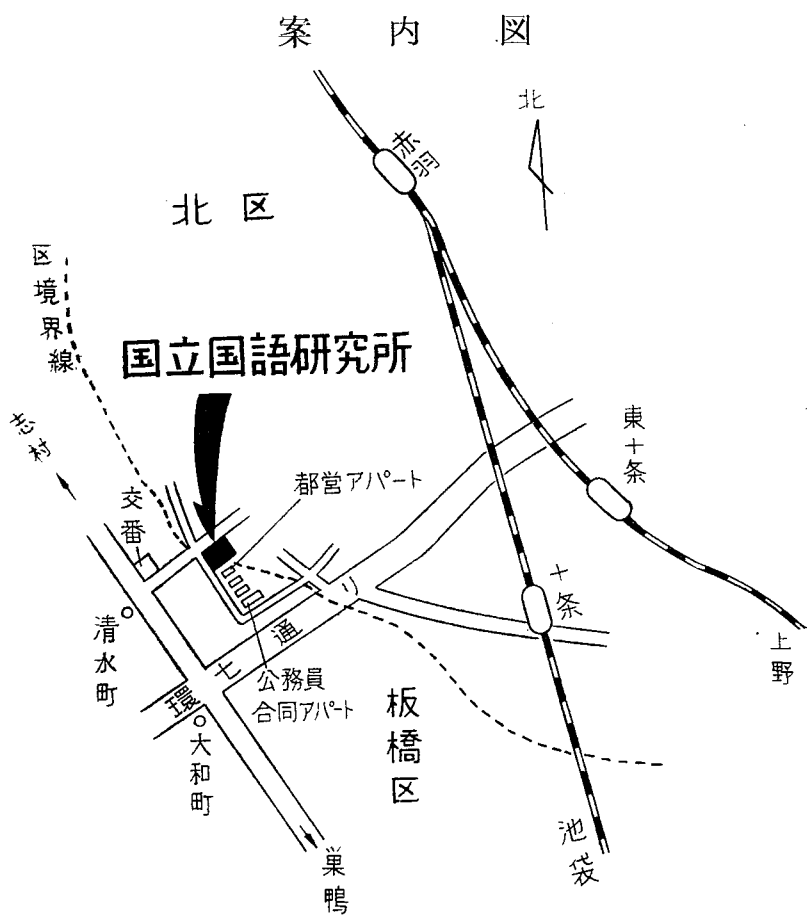 案内図
北
赤羽
北区
区境界線
国立国語研究所
志村
東十条
都営アパート
交番
十条
清水町
環七通
上野
公務員
合同アパート
板橋区
大和町
池袋
巣鴨